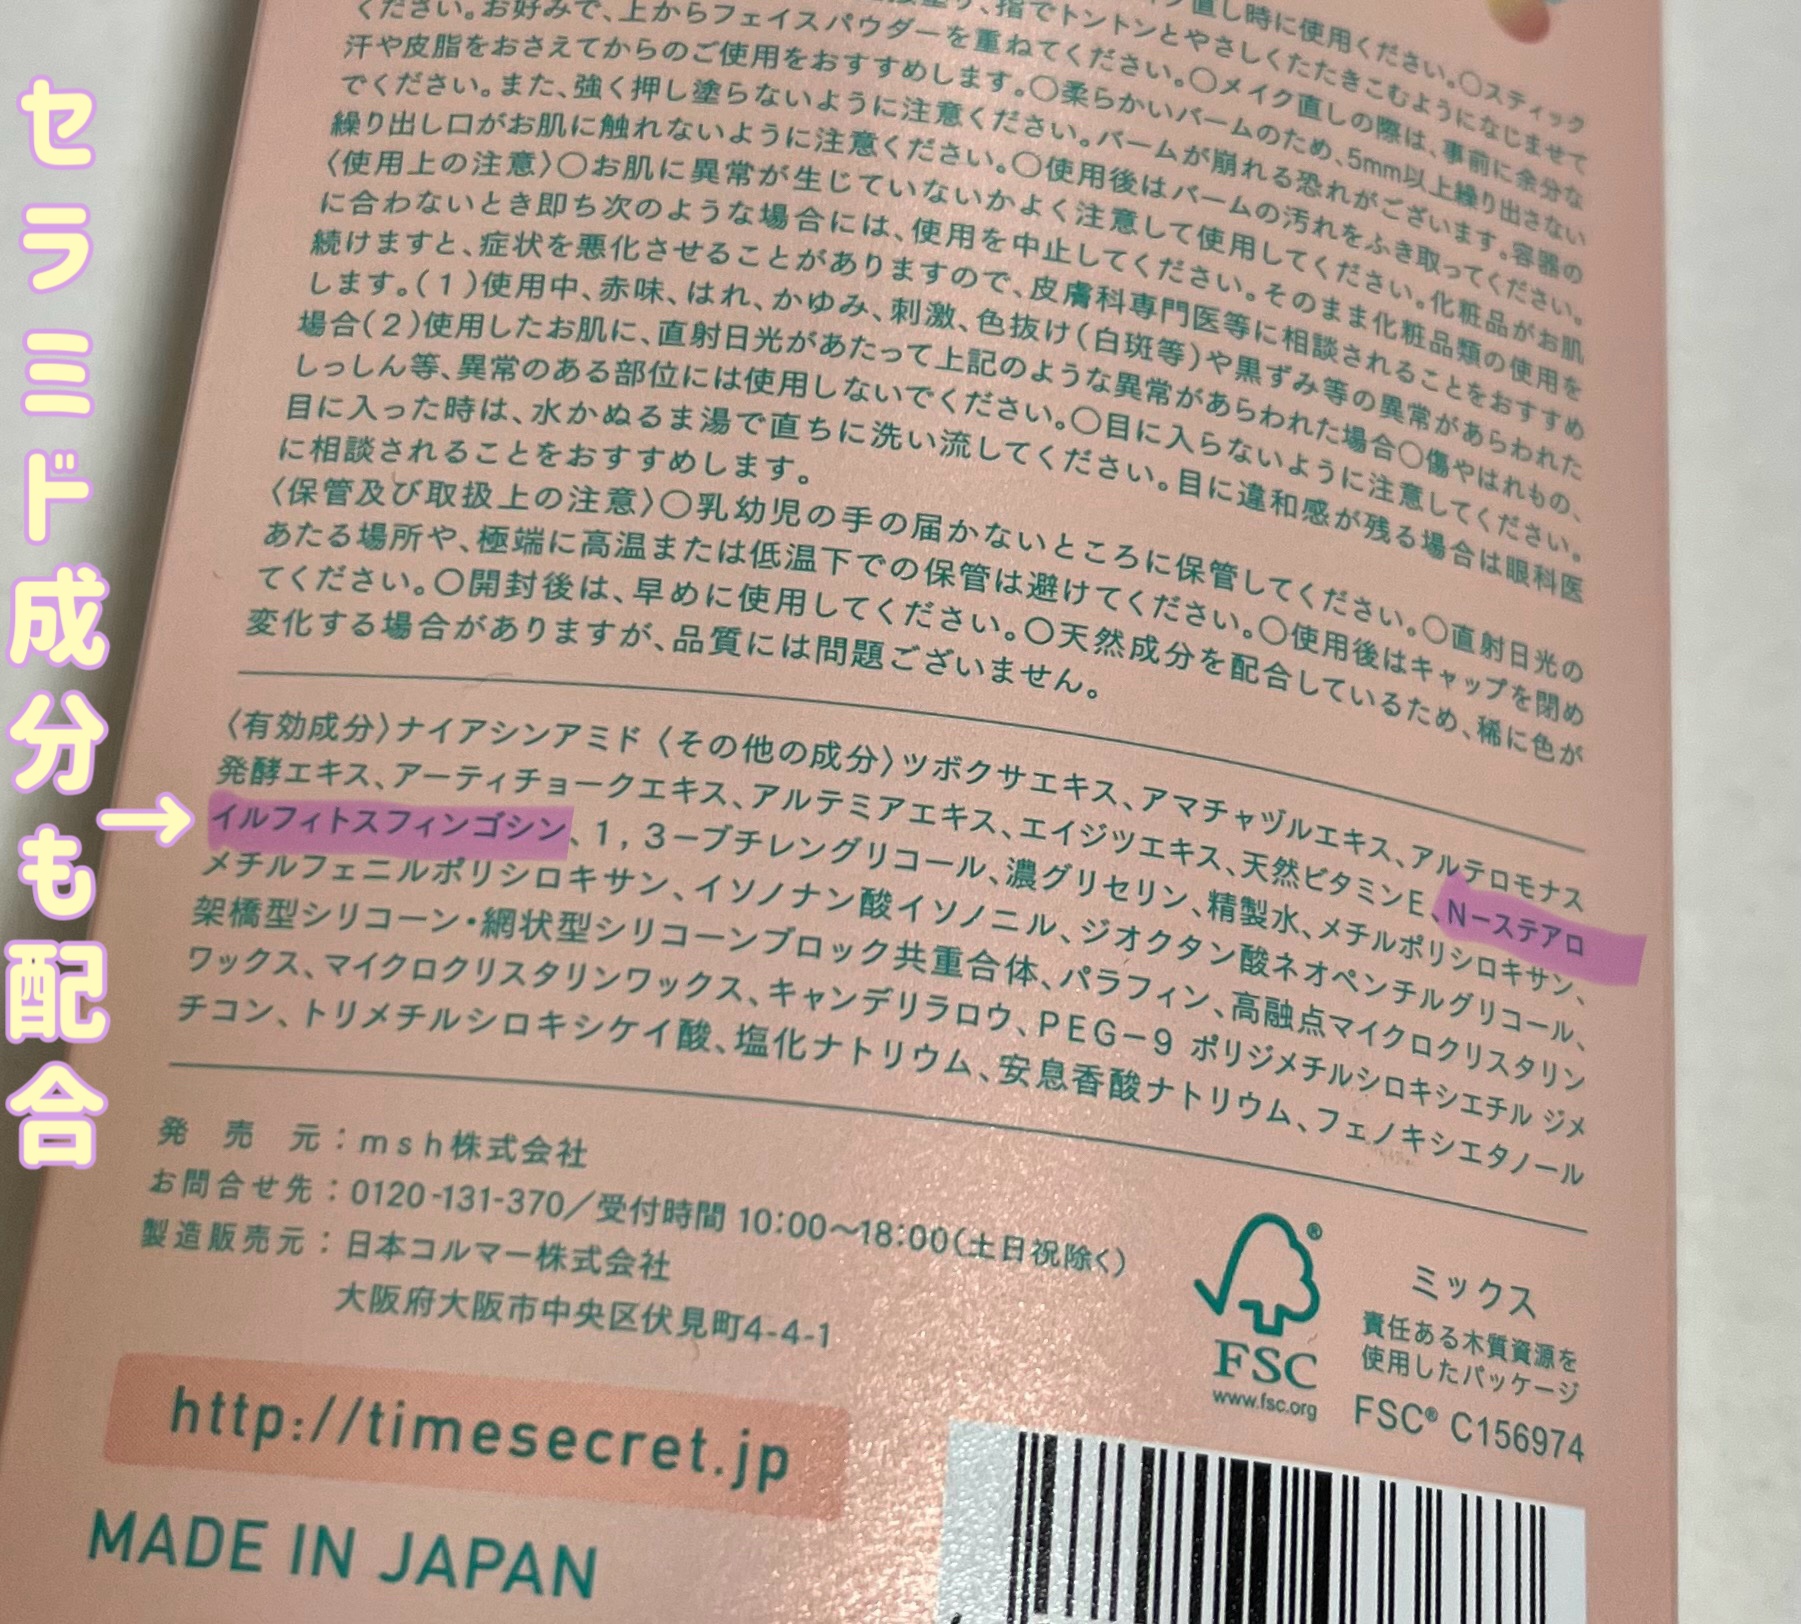 セラミド成分も配合→
直し時に使用ください。〇スティック
、指でトントンとやさしくたたきこむようになじませて
ください。お好みで、上からフェイスパウダーを重ねてください。〇メイク直しの際は、事前に余分な
汗や皮脂をおさえてからのご使用をおすすめします。〇柔らかいバームのため、5mm以上繰り出さない
でください。また、強く押し塗らないように注意ください。バームが崩れる恐れがございます。容器の
繰り出し口がお肌に触れないように注意ください。〇使用後はバームの汚れをふき取ってください。
〈使用上の注意〉〇お肌に異常が生じていないかよく注意して使用してください。化粧品がお肌
に合わないとき即ち次のような場合には、使用を中止してください。そのまま化粧品類の使用を
続けますと、症状を悪化させることがありますので、皮膚科専門医等に相談されることをおすすめ
します。(1)使用中、赤味、はれ、かゆみ、刺激、色抜け(白斑等)や黒ずみ等の異常があらわれた
場合(2)使用したお肌に、直射日光があたって上記のような異常があらわれた場合〇傷やはれもの、
しっしん等、異常のある部位には使用しないでください。〇目に入らないように注意してください。
目に入った時は、水かぬるま湯で直ちに洗い流してください。目に違和感が残る場合は眼科医
に相談されることをおすすめします。
〈保管及び取扱上の注意〉〇乳幼児の手の届かないところに保管してください。〇直射日光の
あたる場所や、極端に高温または低温下での保管は避けてください。〇使用後はキャップを閉め
てください。〇開封後は、早めに使用してください。〇天然成分を配合しているため、稀に色が
変化する場合がありますが、品質には問題ございません。
〈有効成分〉ナイアシンアミド〈その他の成分〉ツボクサエキス、アマチャヅルエキス、アルテロモナス
発酵エキス、アーティチョークエキス、アルテミアエキス、エイジツエキス、天然ビタミンE、N-ステアロ
イルフィトスフィンゴシン、1,3-ブチレングリコール、濃グリセリン、精製水、メチルポリシロキサン、
メチルフェニルポリシロキサン、イソノナン酸イソノニル、ジオクタン酸ネオペンチルグリコール、
架橋型シリコーン・網状型シリコーンブロック共重合体、パラフィン、高融点マイクロクリスタリン
ワックス、マイクロクリスタリンワックス、キャンデリラロウ、PEG-9 ポリジメチルシロキシエチル ジメ
チコン、トリメチルシロキシケイ酸、塩化ナトリウム、安息香酸ナトリウム、フェノキシエタノール
発 売 元:msh株式会社
お問合せ先:0120-131-370/受付時間 10:00〜18:00(土日祝除く)
製造販売元:日本コルマー株式会社
大阪府大阪市中央区伏見町4-4-1
http://timesecret.jp
MADE IN JAPAN
®
FSC
www.fsc.org
ミックス
責任ある木質資源を
使用したパッケージ
FSC® C156974